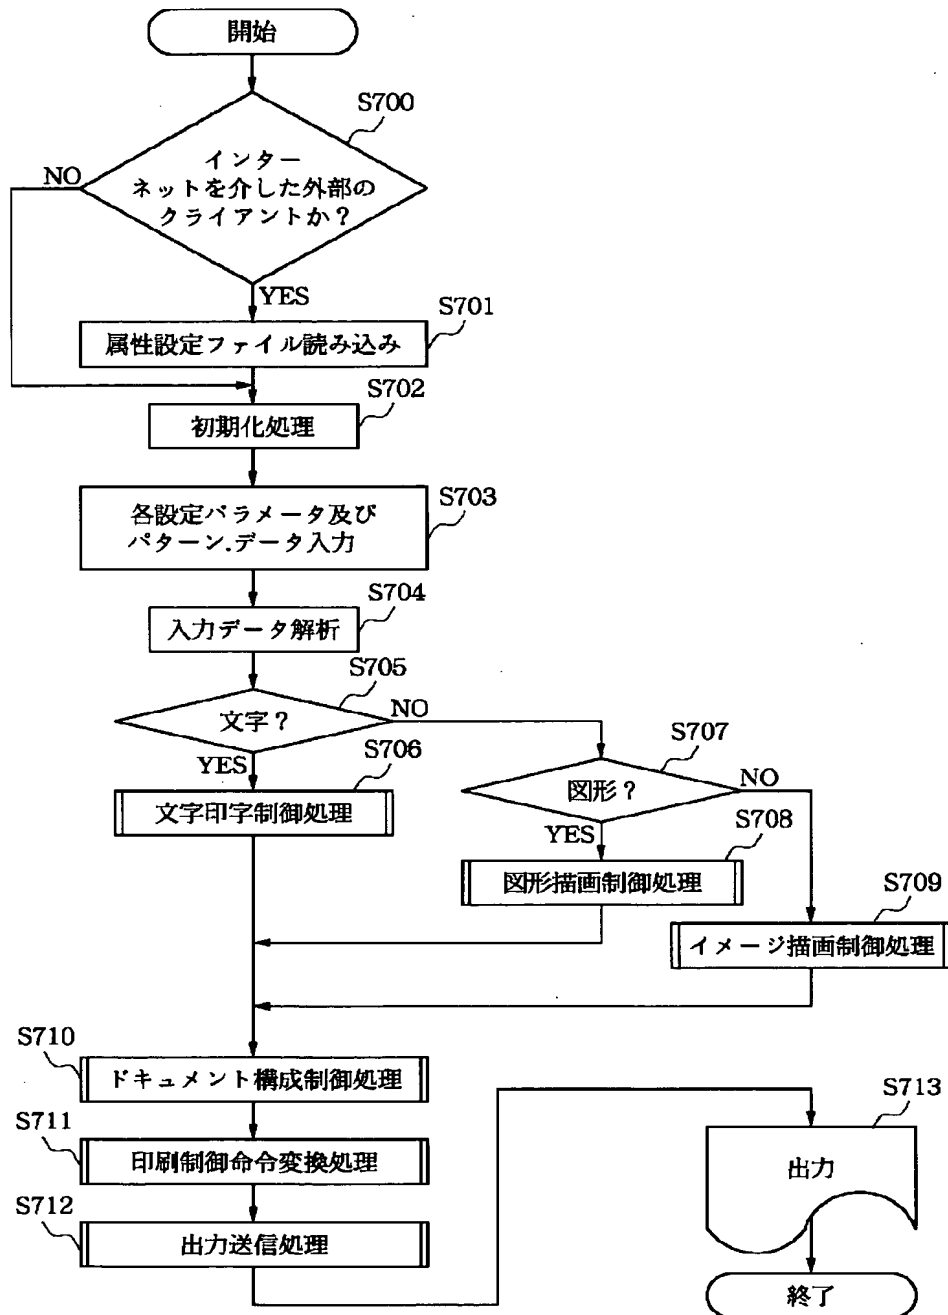 開始
S700
インター
ネットを介した外部の
クライアントか？
NO
YES
S701
属性設定ファイル読み込み
S702
初期化処理
S703
各設定パラメータ及び
パターン.データ入力
S704
入力データ解析
S705
文字？
NO
YES
S706
文字印字制御処理
S707
図形？
NO
YES
S708
図形描画制御処理
S709
イメージ描画制御処理
S710
ドキュメント構成制御処理
S711
印刷制御命令変換処理
S712
出力送信処理
S713
出力
終了